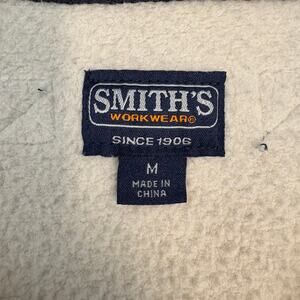 SMITH'S
WORKWEAR®
SINCE 1906
M
MADE IN
CHINA